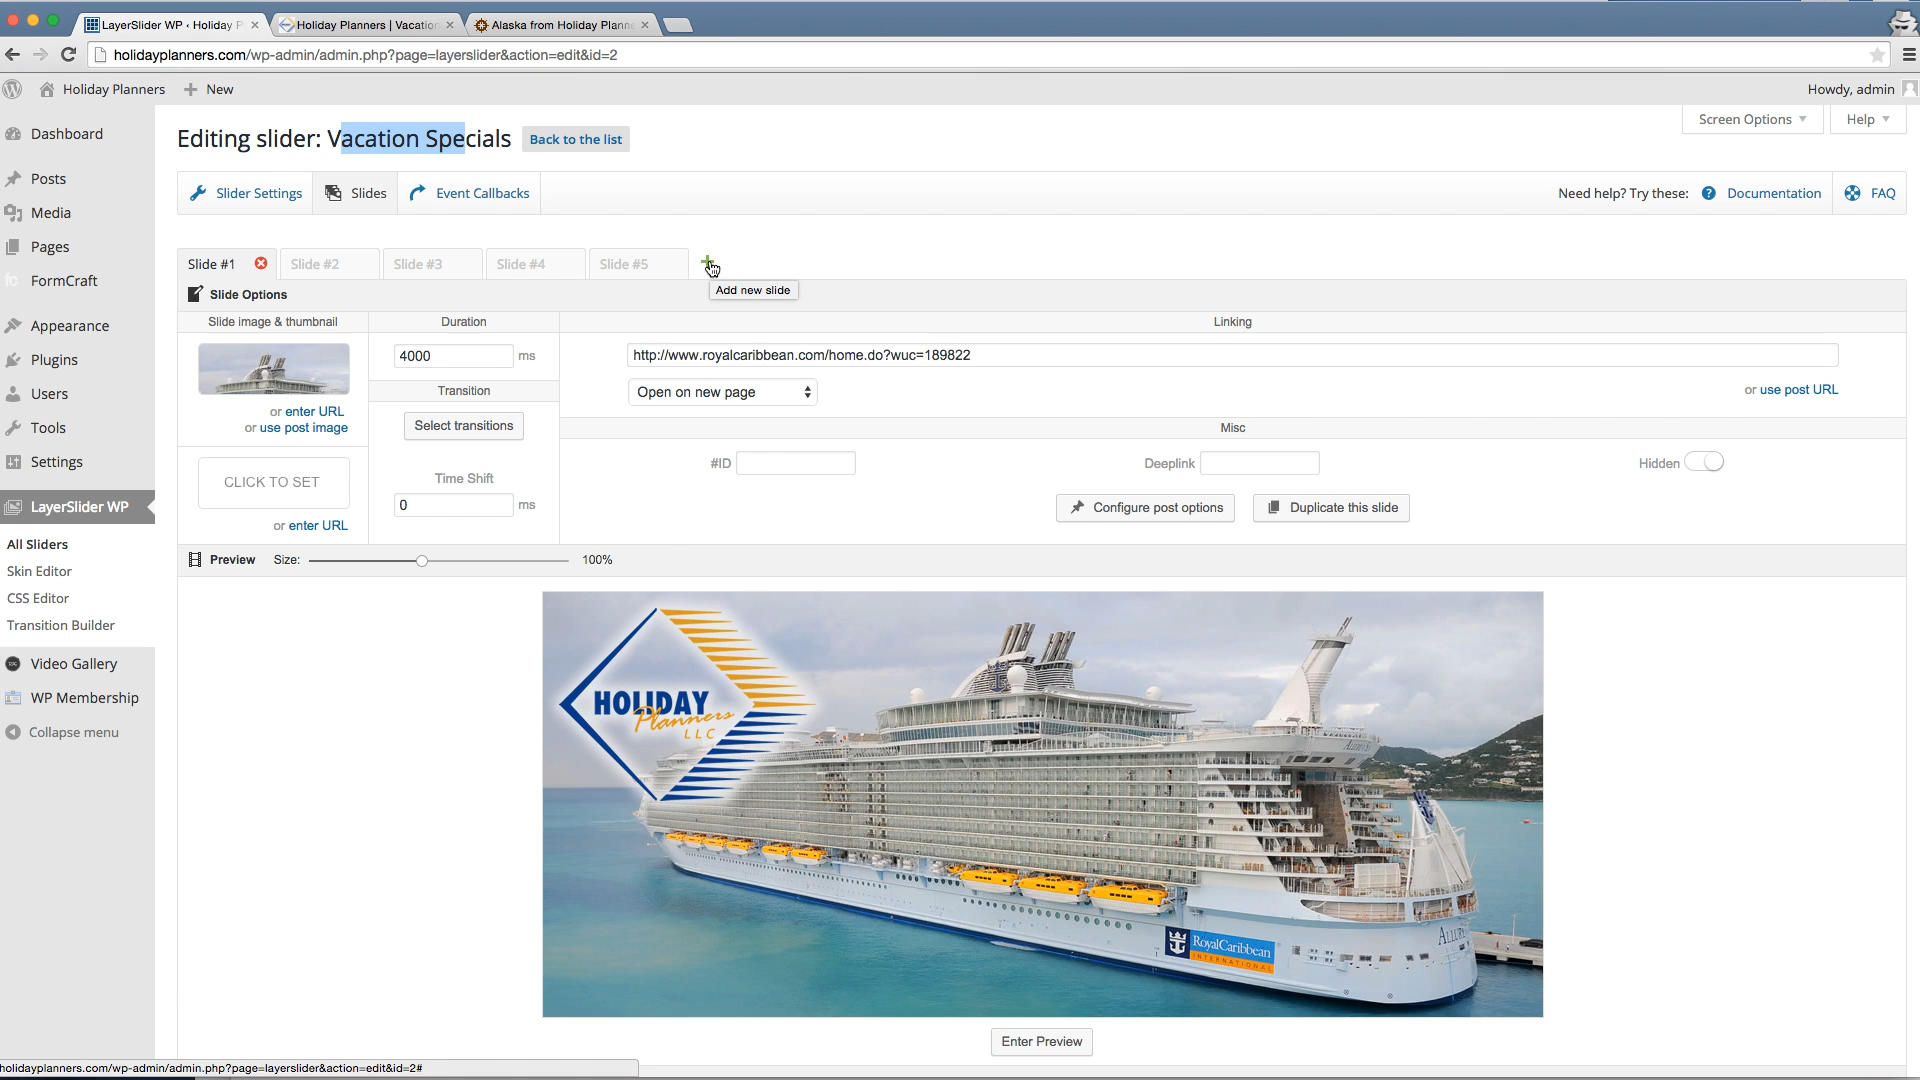 LayerSlider WP ‹ Holiday P
Holiday Planners | Vacation
Alaska from Holiday Plann
holidayplanners.com/wp-admin/admin.php?page=layerslider&action=edit&id=2
Holiday Planners
New
Howdy, admin
Dashboard
Posts
Media
Pages
FormCraft
Appearance
Plugins
Users
Tools
Settings
LayerSlider WP
All Sliders
Skin Editor
CSS Editor
Transition Builder
Video Gallery
WP Membership
Collapse menu
Screen Options
Help
Editing slider: Vacation Specials
Back to the list
Slider Settings
Slides
Event Callbacks
Need help? Try these:
Documentation
FAQ
Slide #1
Slide #2
Slide #3
Slide #4
Slide #5
Add new slide
Slide Options
Slide image & thumbnail
Duration
Linking
4000 ms
http://www.royalcaribbean.com/home.do?wuc=189822
Transition
Open on new page
or use post URL
or enter URL
or use post image
Select transitions
Misc
CLICK TO SET
Time Shift
#ID
Deeplink
Hidden
0 ms
Configure post options
Duplicate this slide
or enter URL
Preview
Size:
100%
HOLIDAY
Planners
LLC
RoyalCaribbean
INTERNATIONAL
Enter Preview
holidayplanners.com/wp-admin/admin.php?page=layerslider&action=edit&id=2#